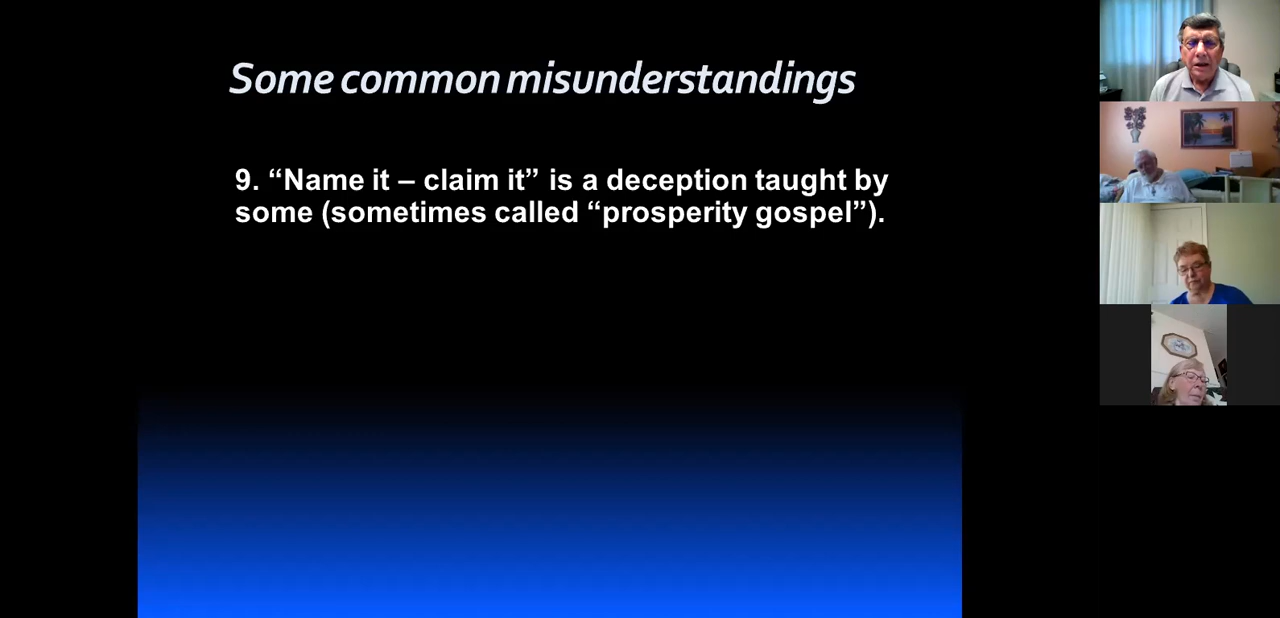 Some common misunderstandings
9. “Name it – claim it” is a deception taught by
some (sometimes called “prosperity gospel”).